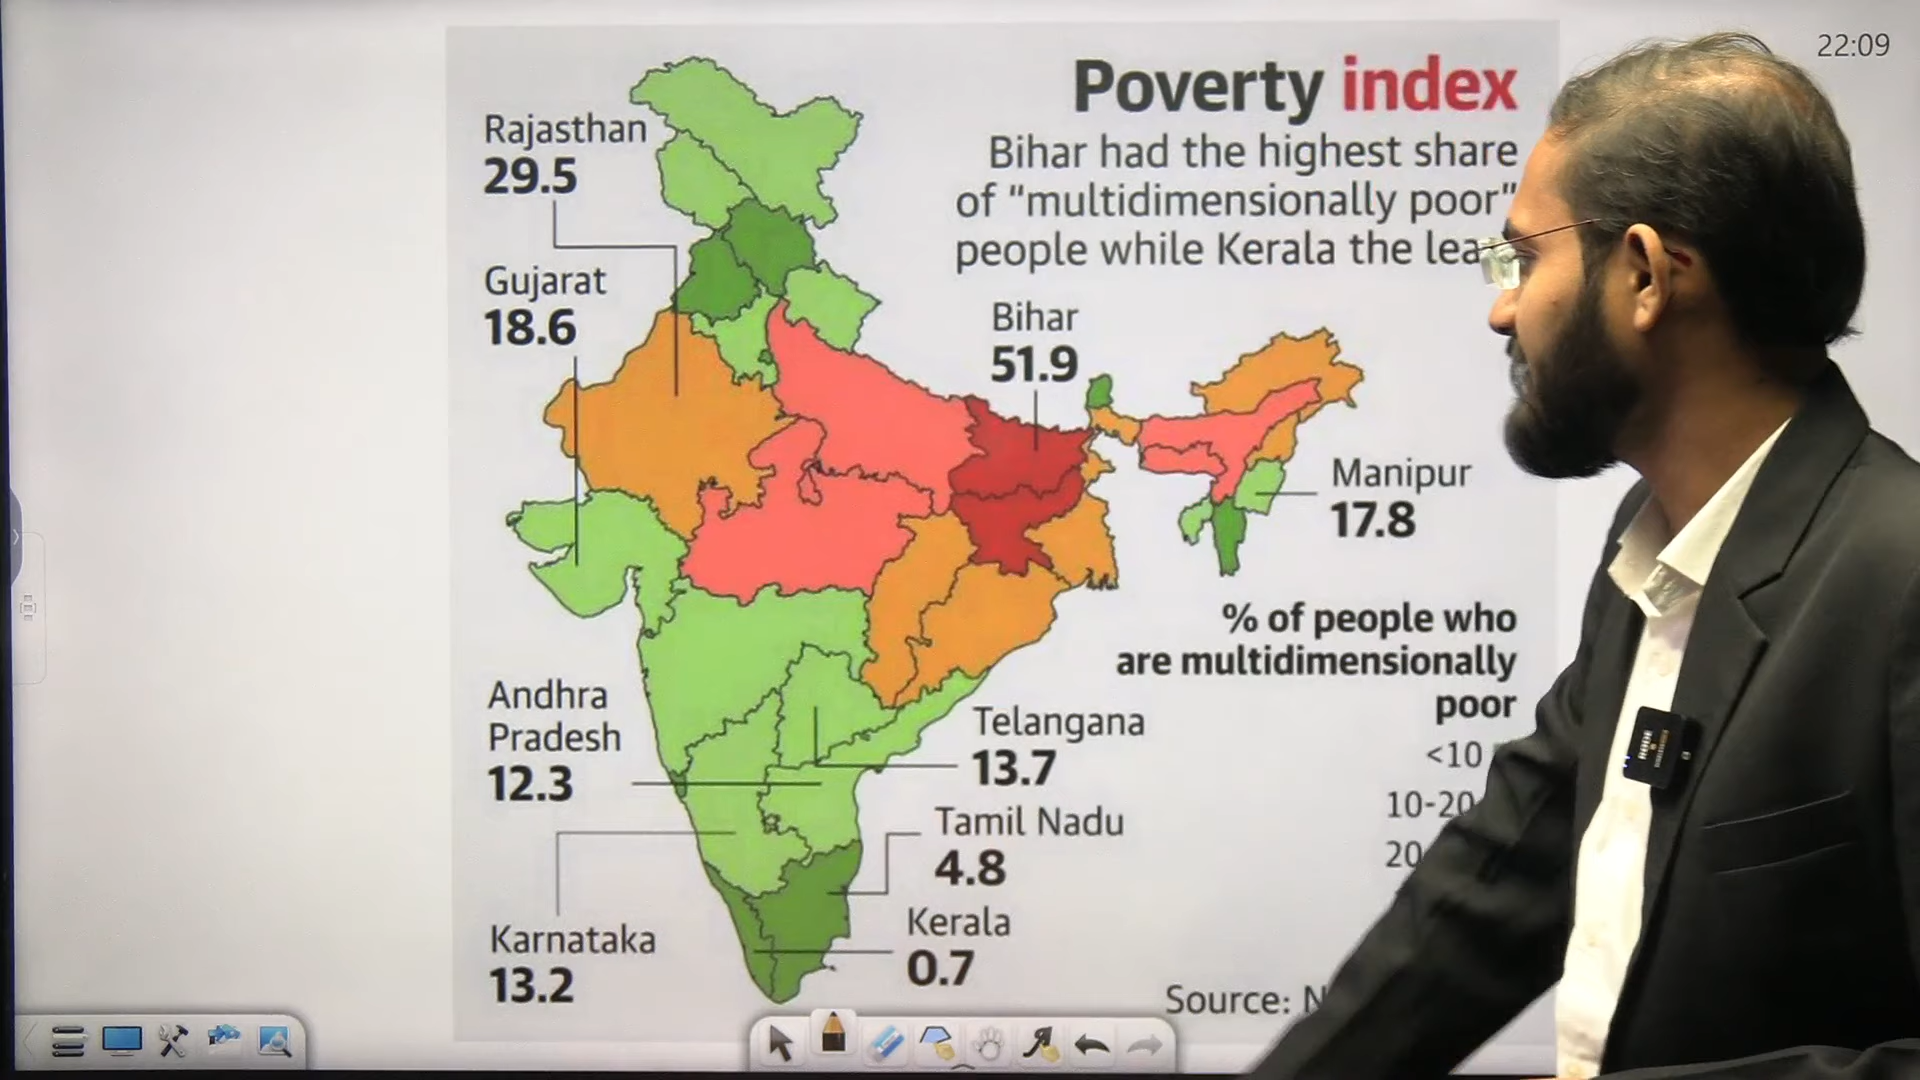 22:09
Poverty index
Bihar had the highest share
of "multidimensionally poor"
people while Kerala the
Rajasthan
29.5
Gujarat
18.6
Bihar
51.9
Manipur
17.8
% of people who
are multidimensionally
poor
<10
10-20
20
Andhra
Pradesh
12.3
Telangana
13.7
Tamil Nadu
4.8
Karnataka
13.2
Kerala
0.7
Source:
RODE